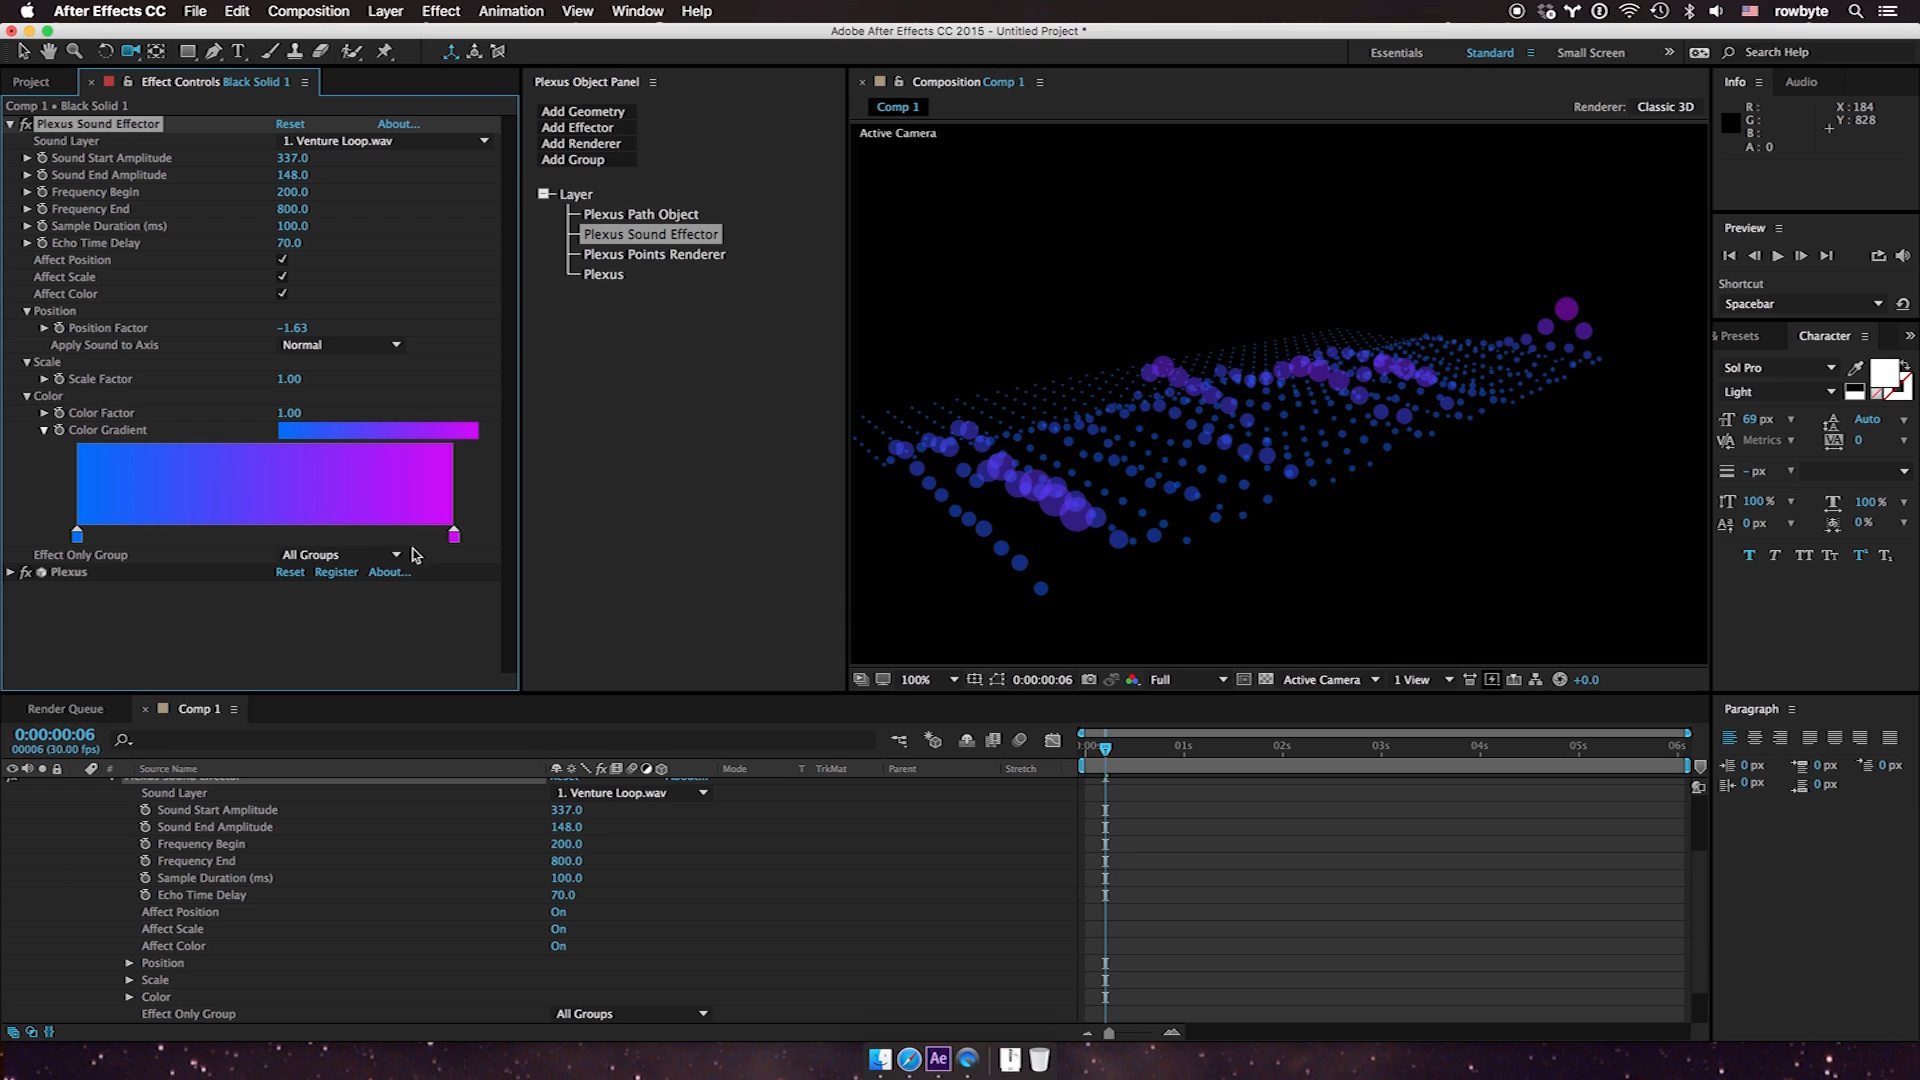 After Effects CC File Edit Composition Layer Effect Animation View Window Help rowbyte
Adobe After Effects CC 2015 - Untitled Project *
Essentials Standard Small Screen Search Help
Project Effect Controls Black Solid 1
Comp 1 • Black Solid 1
Plexus Sound Effector Reset About...
Sound Layer 1. Venture Loop.wav
Sound Start Amplitude 337.0
Sound End Amplitude 148.0
Frequency Begin 200.0
Frequency End 800.0
Sample Duration (ms) 100.0
Echo Time Delay 70.0
Affect Position
Affect Scale
Affect Color
Position
Position Factor -1.63
Apply Sound to Axis Normal
Scale
Scale Factor 1.00
Color
Color Factor 1.00
Color Gradient
Effect Only Group All Groups
fx Plexus Reset Register About...
Plexus Object Panel
Add Geometry
Add Effector
Add Renderer
Add Group
Layer
Plexus Path Object
Plexus Sound Effector
Plexus Points Renderer
Plexus
Composition Comp 1
Comp 1 Renderer: Classic 3D
Active Camera
100% 0:00:00:06 Full Active Camera 1 View +0.0
Info Audio
R: X: 184
G: Y: 828
B:
A: 0
Preview
Shortcut
Spacebar
& Presets Character
Sol Pro
Light
69 px Auto
Metrics 0
- px
100 % 100 %
0 px 0 %
T T TT Tt T T
Paragraph
0 px 0 px 0 px
0 px 0 px
Render Queue Comp 1
0:00:00:06
00006 (30.00 fps)
01s 02s 03s 04s 05s 06s
# Source Name Mode T TrkMat Parent Stretch
Sound Layer 1. Venture Loop.wav
Sound Start Amplitude 337.0
Sound End Amplitude 148.0
Frequency Begin 200.0
Frequency End 800.0
Sample Duration (ms) 100.0
Echo Time Delay 70.0
Affect Position On
Affect Scale On
Affect Color On
Position
Scale
Color
Effect Only Group All Groups
Ae